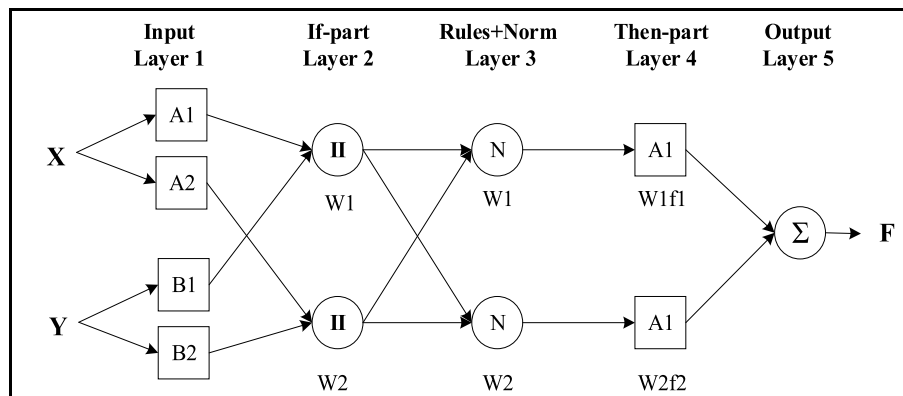 Input
Layer 1
If-part
Layer 2
Rules+Norm
Layer 3
Then-part
Layer 4
Output
Layer 5
X
A1
A2
Y
B1
B2
II
W1
II
W2
N
W1
N
W2
A1
W1f1
A1
W2f2
Σ
F